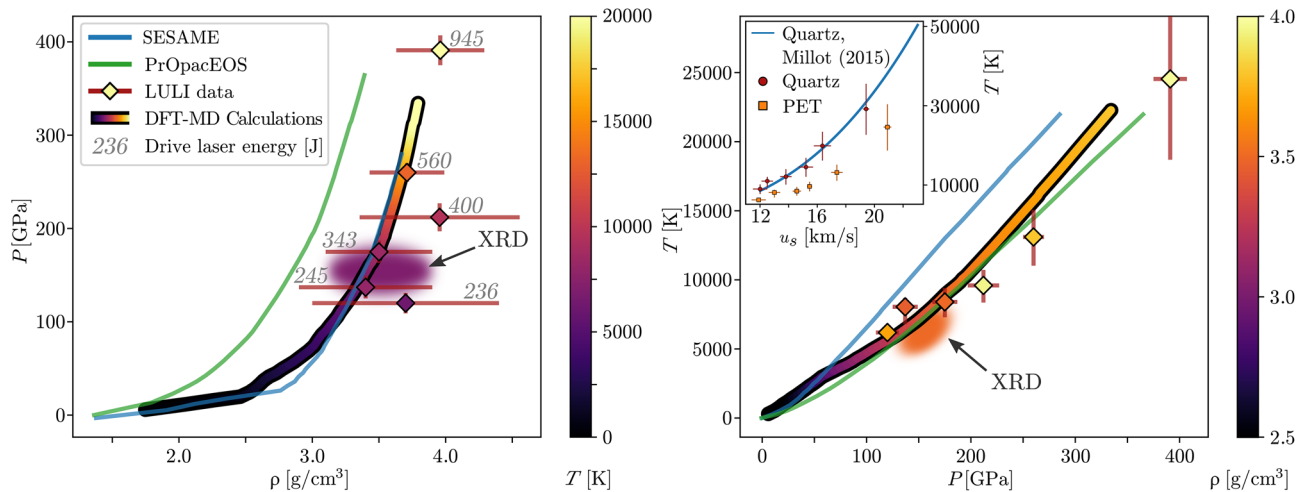 SESAME
PrOpacEOS
LULI data
DFT-MD Calculations
236 Drive laser energy [J]
945
560
400
343
245
236
XRD
400
300
200
100
0
P[GPa]
2.0 3.0 4.0
ρ [g/cm³]
20000
15000
10000
5000
0
T [K]
Quartz,
Millot (2015)
Quartz
PET
50000
30000
10000
T [K]
12 16 20
u_s [km/s]
XRD
25000
20000
15000
10000
5000
0
T [K]
0 100 200 300 400
P[GPa]
4.0
3.5
3.0
2.5
ρ [g/cm³]